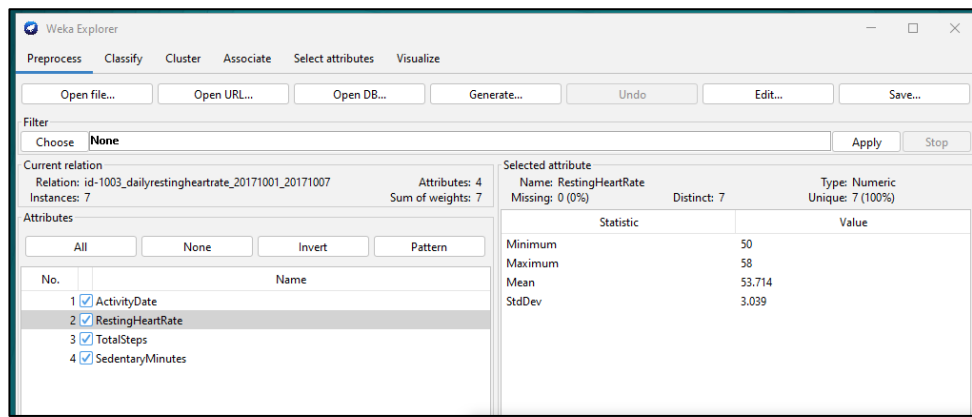 Weka Explorer
Preprocess Classify Cluster Associate Select attributes Visualize
Open file... Open URL... Open DB... Generate... Undo Edit... Save...
Filter
Choose None Apply Stop
Current relation
Relation: id-1003_dailyrestingheartrate_20171001_20171007 Attributes: 4
Instances: 7 Sum of weights: 7
Attributes
All None Invert Pattern
No. Name
1 ActivityDate
2 RestingHeartRate
3 TotalSteps
4 SedentaryMinutes
Selected attribute
Name: RestingHeartRate Type: Numeric
Missing: 0 (0%) Distinct: 7 Unique: 7 (100%)
Statistic Value
Minimum 50
Maximum 58
Mean 53.714
StdDev 3.039